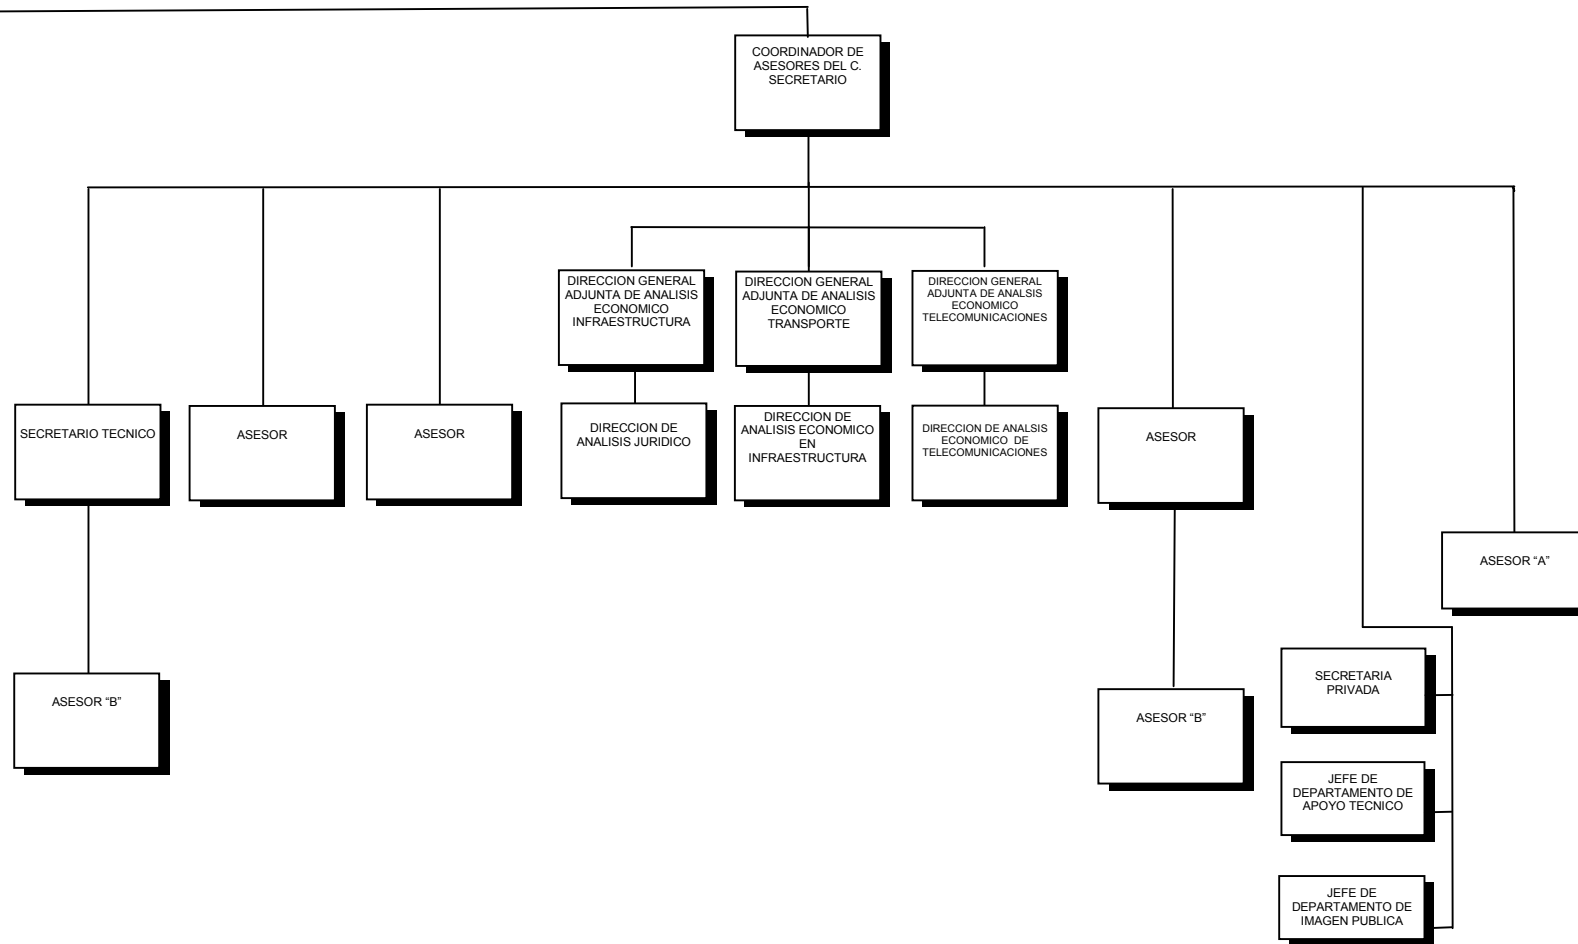 COORDINADOR DE
ASESORES DEL C.
SECRETARIO
DIRECCION GENERAL
ADJUNTA DE ANALISIS
ECONOMICO
INFRAESTRUCTURA
DIRECCION GENERAL
ADJUNTA DE ANALISIS
ECONOMICO
TRANSPORTE
DIRECCION GENERAL
ADJUNTA DE ANALSIS
ECONOMICO
TELECOMUNICACIONES
SECRETARIO TECNICO
ASESOR
ASESOR
DIRECCION DE
ANALISIS JURIDICO
DIRECCION DE
ANALISIS ECONOMICO
EN
INFRAESTRUCTURA
DIRECCION DE ANALSIS
ECONOMICO DE
TELECOMUNICACIONES
ASESOR
ASESOR “A”
ASESOR “B”
ASESOR “B”
SECRETARIA
PRIVADA
JEFE DE
DEPARTAMENTO DE
APOYO TECNICO
JEFE DE
DEPARTAMENTO DE
IMAGEN PUBLICA